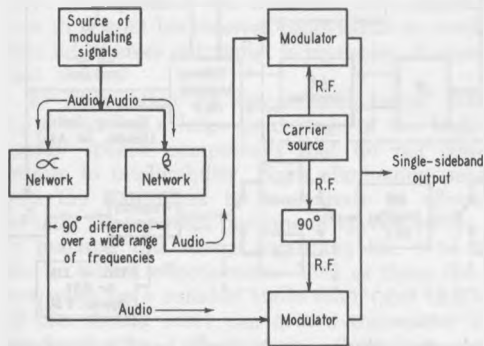 Source of
modulating
signals
Modulator
Audio
Audio
R.F.
Carrier
source
∝
Network
β
Network
Single-sideband
output
R.F.
90° difference
over a wide range
of frequencies
Audio
90°
R.F.
Audio
Modulator